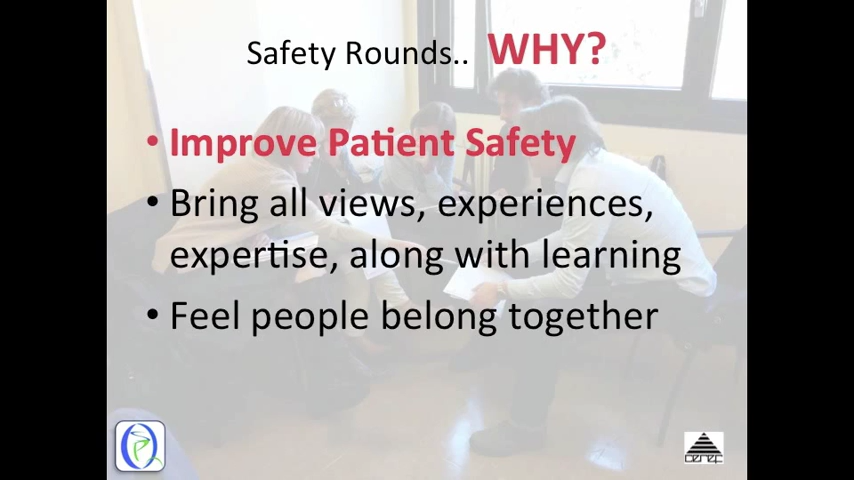 Safety Rounds.. WHY?
• Improve Patient Safety
• Bring all views, experiences,
expertise, along with learning
• Feel people belong together